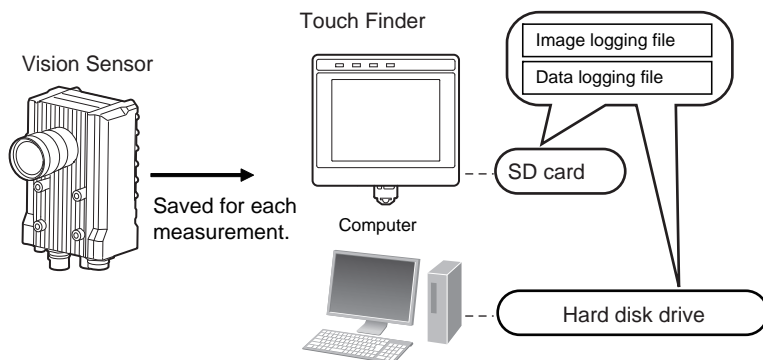 Touch Finder
Vision Sensor
Image logging file
Data logging file
SD card
Saved for each
measurement.
Computer
Hard disk drive